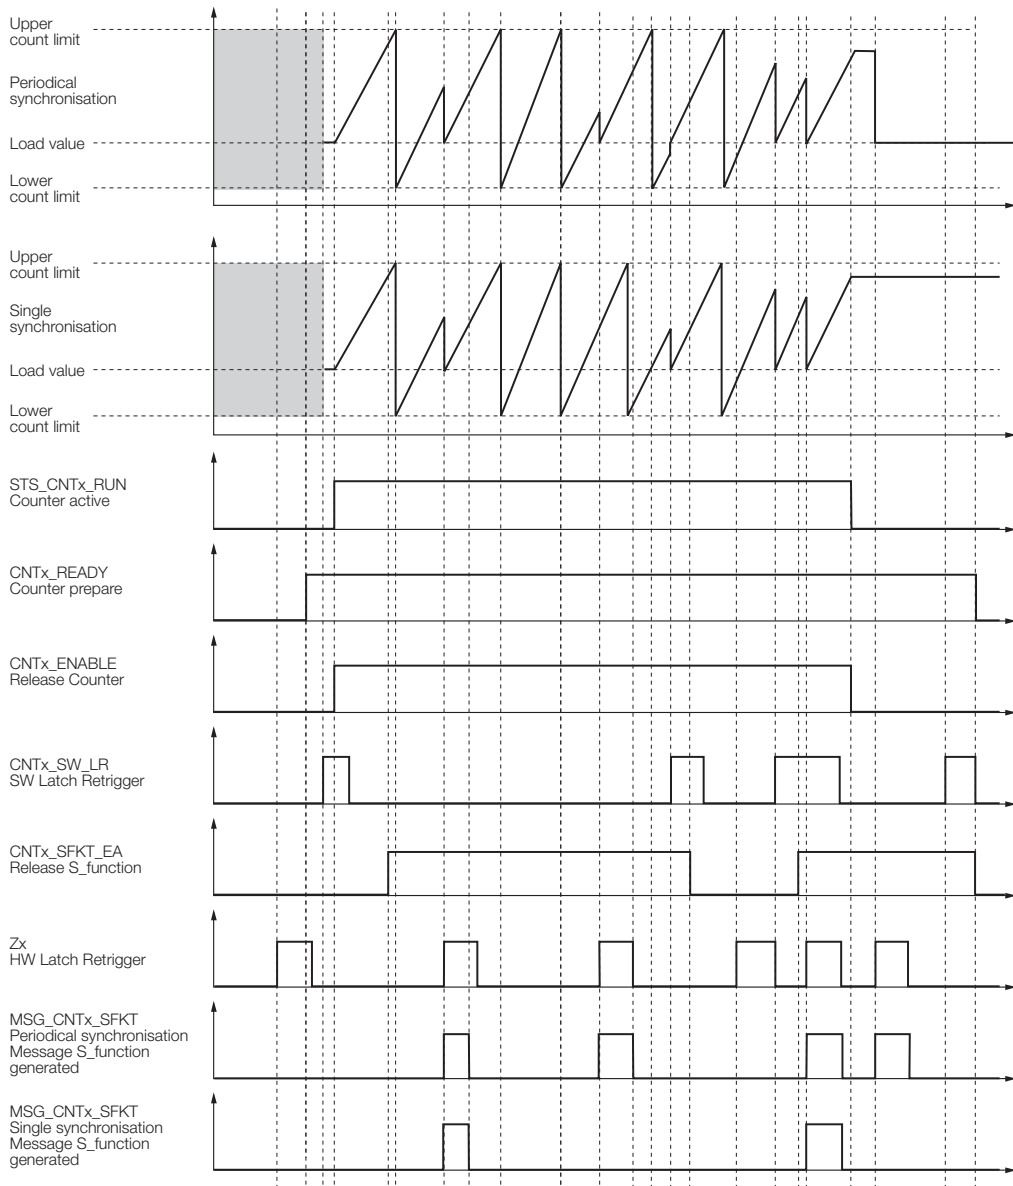 Upper
count limit
Periodical
synchronisation
Load value
Lower
count limit
Upper
count limit
Single
synchronisation
Load value
Lower
count limit
STS_CNTx_RUN
Counter active
CNTx_READY
Counter prepare
CNTx_ENABLE
Release Counter
CNTx_SW_LR
SW Latch Retrigger
CNTx_SFKT_EA
Release S_function
Zx
HW Latch Retrigger
MSG_CNTx_SFKT
Periodical synchronisation
Message S_function
generated
MSG_CNTx_SFKT
Single synchronisation
Message S_function
generated